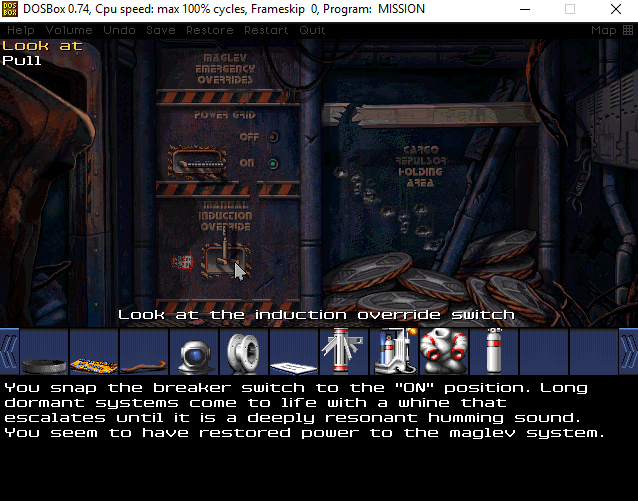 DOSBox 0.74, Cpu speed: max 100% cycles, Frameskip 0, Program: MISSION
Help Volume Undo Save Restore Restart Quit Map
Look at
Pull
MAGLEV
EMERGENCY
OVERRIDES
POWER GRID
OFF
ON
CARGO
REPULSOR
HOLDING
AREA
MANUAL
INDUCTION
OVERRIDE
Look at the induction override switch
You snap the breaker switch to the "ON" position. Long
dormant systems come to life with a whine that
escalates until it is a deeply resonant humming sound.
You seem to have restored power to the maglev system.